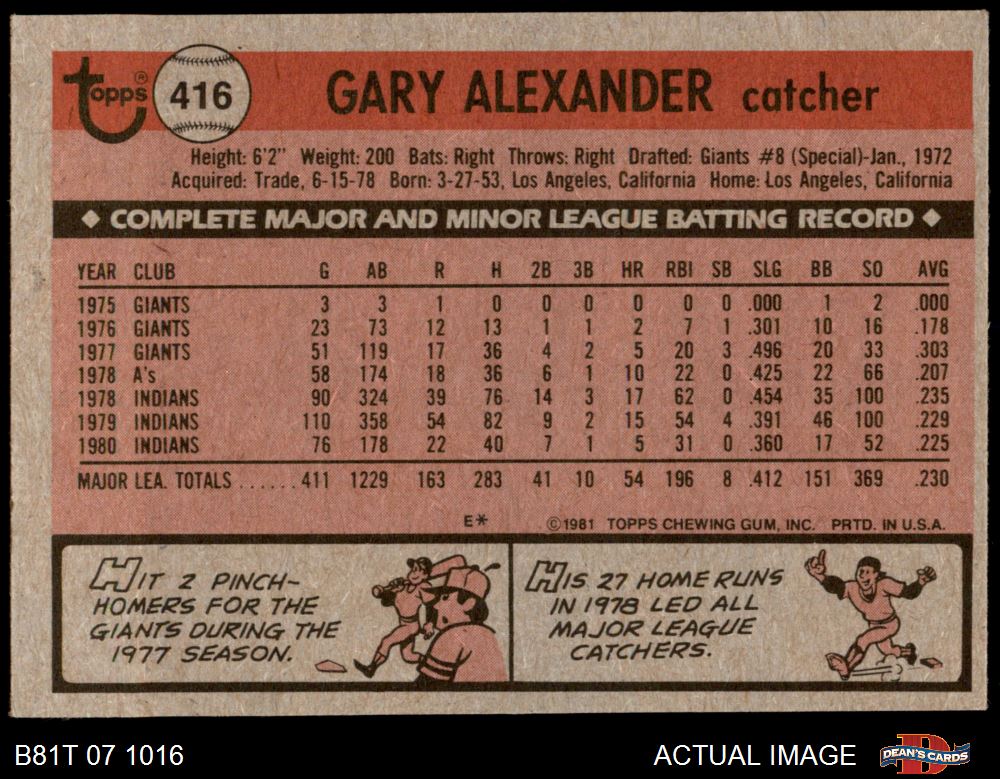 topps® 416 GARY ALEXANDER catcher
Height: 6'2" Weight: 200 Bats: Right Throws: Right Drafted: Giants #8 (Special)-Jan., 1972
Acquired: Trade, 6-15-78 Born: 3-27-53, Los Angeles, California Home: Los Angeles, California
◆ COMPLETE MAJOR AND MINOR LEAGUE BATTING RECORD ◆
YEAR CLUB G AB R H 2B 3B HR RBI SB SLG BB SO AVG
1975 GIANTS 3 3 1 0 0 0 0 0 0 .000 1 2 .000
1976 GIANTS 23 73 12 13 1 1 2 7 1 .301 10 16 .178
1977 GIANTS 51 119 17 36 4 2 5 20 3 .496 20 33 .303
1978 A's 58 174 18 36 6 1 10 22 0 .425 22 66 .207
1978 INDIANS 90 324 39 76 14 3 17 62 0 .454 35 100 .235
1979 INDIANS 110 358 54 82 9 2 15 54 4 .391 46 100 .229
1980 INDIANS 76 178 22 40 7 1 5 31 0 .360 17 52 .225
MAJOR LEA. TOTALS ......411 1229 163 283 41 10 54 196 8 .412 151 369 .230
E* ©1981 TOPPS CHEWING GUM, INC. PRTD. IN U.S.A.
HIT 2 PINCH-
HOMERS FOR THE
GIANTS DURING THE
1977 SEASON.
HIS 27 HOME RUNS
IN 1978 LED ALL
MAJOR LEAGUE
CATCHERS.
B81T 07 1016 ACTUAL IMAGE DEAN'S CARDS